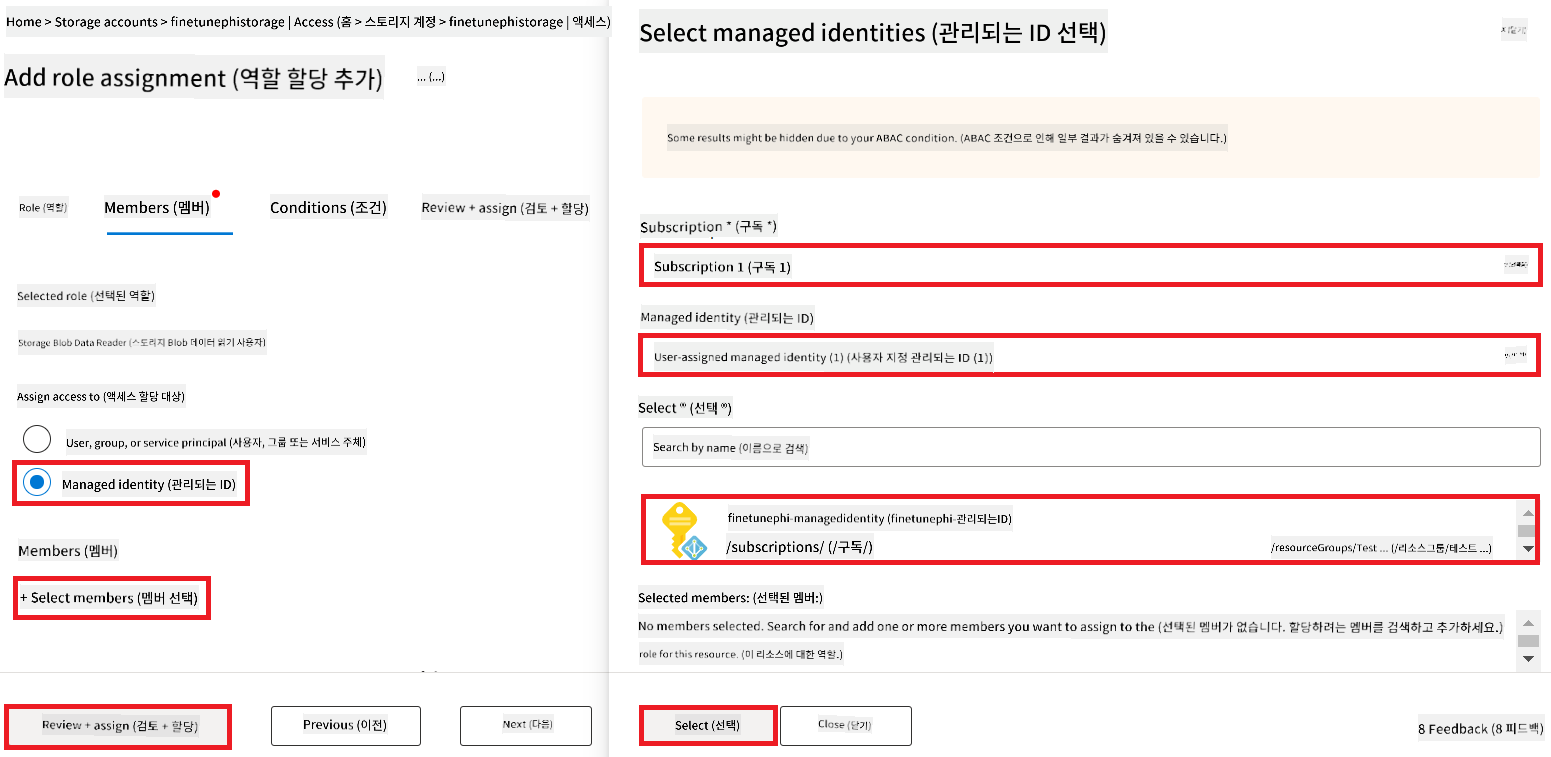 Home > Storage accounts > finetunephistorage | Access (홈 > 스토리지 계정 > finetunephistorage | 액세스)
Add role assignment (역할 할당 추가)
... (...)
Role (역할)
Members (멤버)
Conditions (조건)
Review + assign (검토 + 할당)
Selected role (선택된 역할)
Storage Blob Data Reader (스토리지 Blob 데이터 읽기 사용자)
Assign access to (액세스 할당 대상)
User, group, or service principal (사용자, 그룹 또는 서비스 주체)
Managed identity (관리되는 ID)
Members (멤버)
+ Select members (멤버 선택)
Review + assign (검토 + 할당)
Previous (이전)
Next (다음)
Select managed identities (관리되는 ID 선택)
Some results might be hidden due to your ABAC condition. (ABAC 조건으로 인해 일부 결과가 숨겨져 있을 수 있습니다.)
Subscription * (구독 *)
Subscription 1 (구독 1)
Managed identity (관리되는 ID)
User-assigned managed identity (1) (사용자 지정 관리되는 ID (1))
Select ® (선택 ®)
Search by name (이름으로 검색)
finetunephi-managedidentity (finetunephi-관리되는ID)
/subscriptions/ (/구독/)
/resourceGroups/Test ... (/리소스그룹/테스트 ...)
Selected members: (선택된 멤버:)
No members selected. Search for and add one or more members you want to assign to the (선택된 멤버가 없습니다. 할당하려는 멤버를 검색하고 추가하세요.)
role for this resource. (이 리소스에 대한 역할.)
Select (선택)
Close (닫기)
8 Feedback (8 피드백)